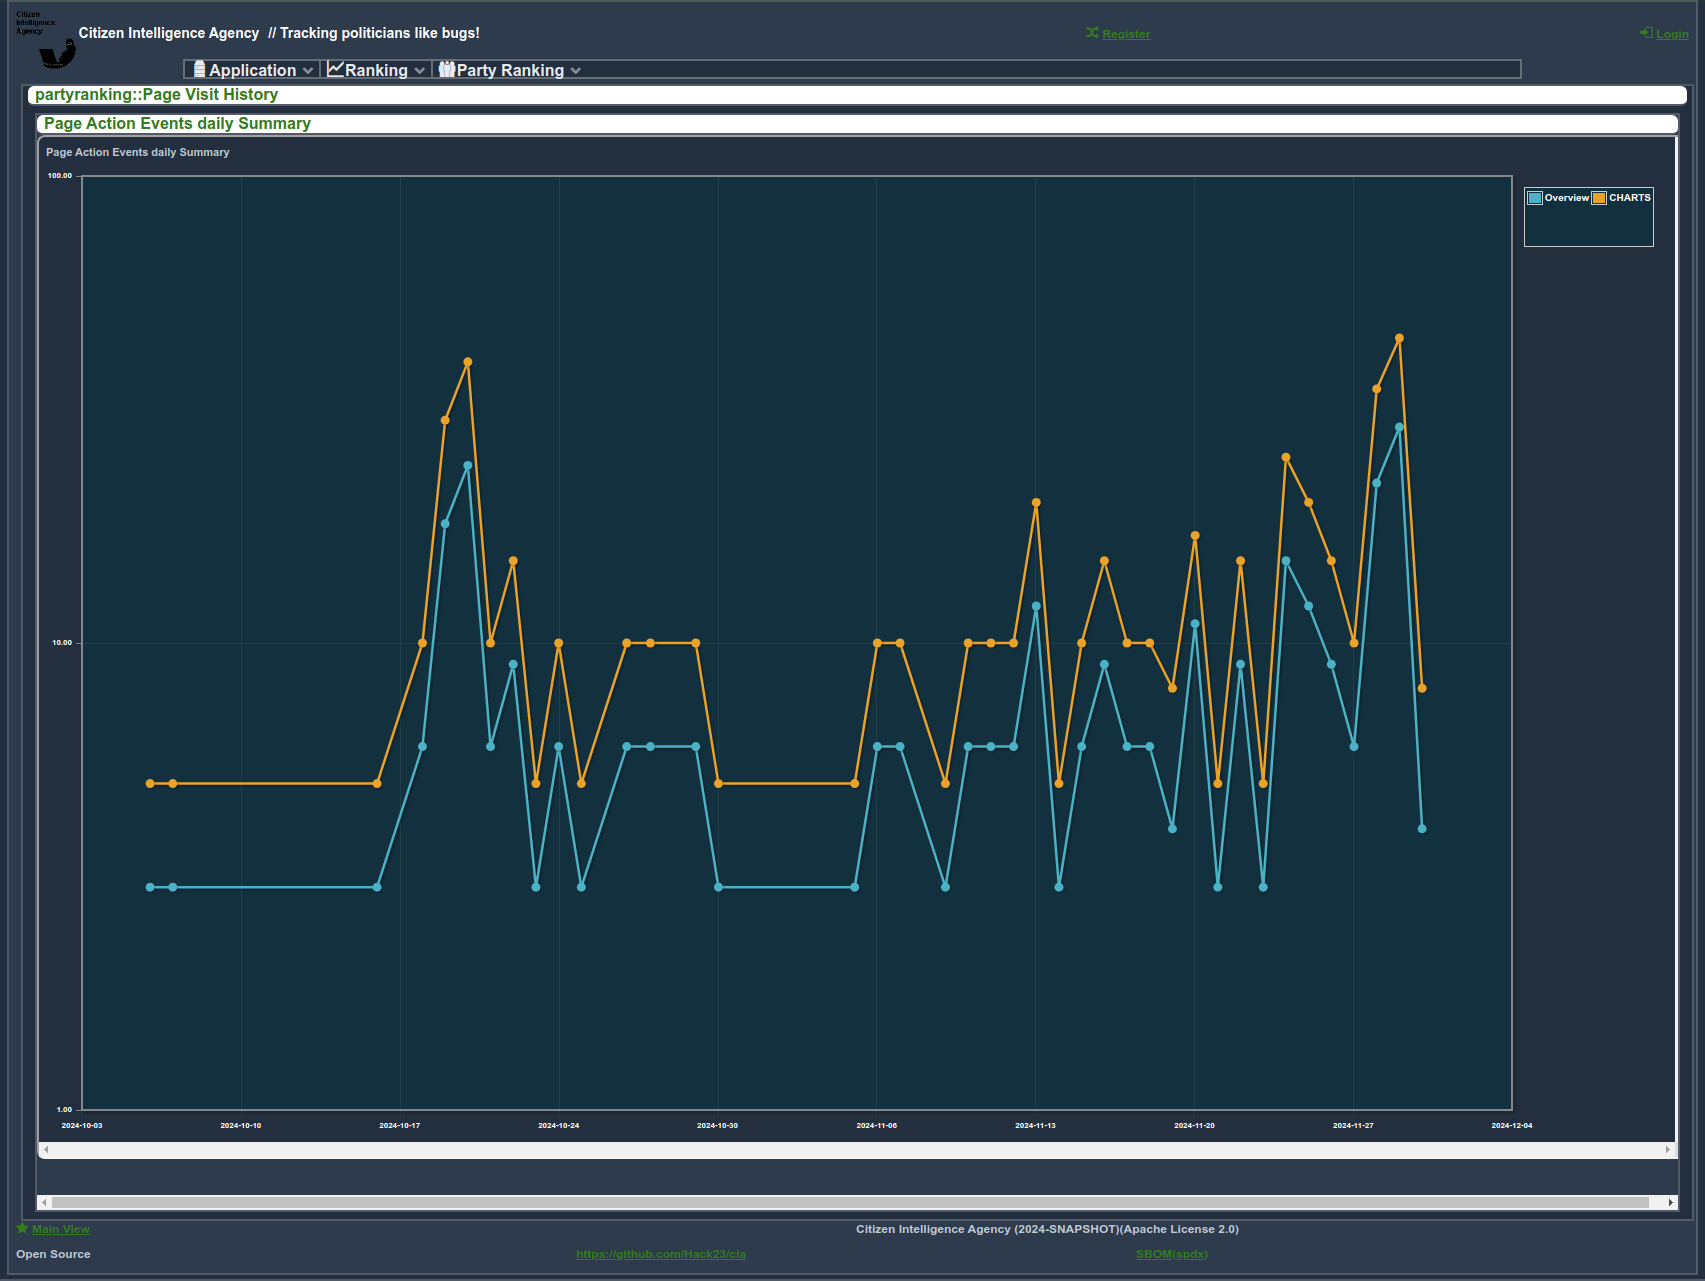 Citizen
Intelligence
Agency
Citizen Intelligence Agency // Tracking politicians like bugs!
Register
Login
Application
Ranking
Party Ranking
partyranking::Page Visit History
Page Action Events daily Summary
Page Action Events daily Summary
100.00
Overview
CHARTS
10.00
1.00
2024-10-03
2024-10-10
2024-10-17
2024-10-24
2024-10-30
2024-11-06
2024-11-13
2024-11-20
2024-11-27
2024-12-04
Main View
Citizen Intelligence Agency (2024-SNAPSHOT)(Apache License 2.0)
Open Source
https://github.com/Hack23/cia
SBOM(spdx)